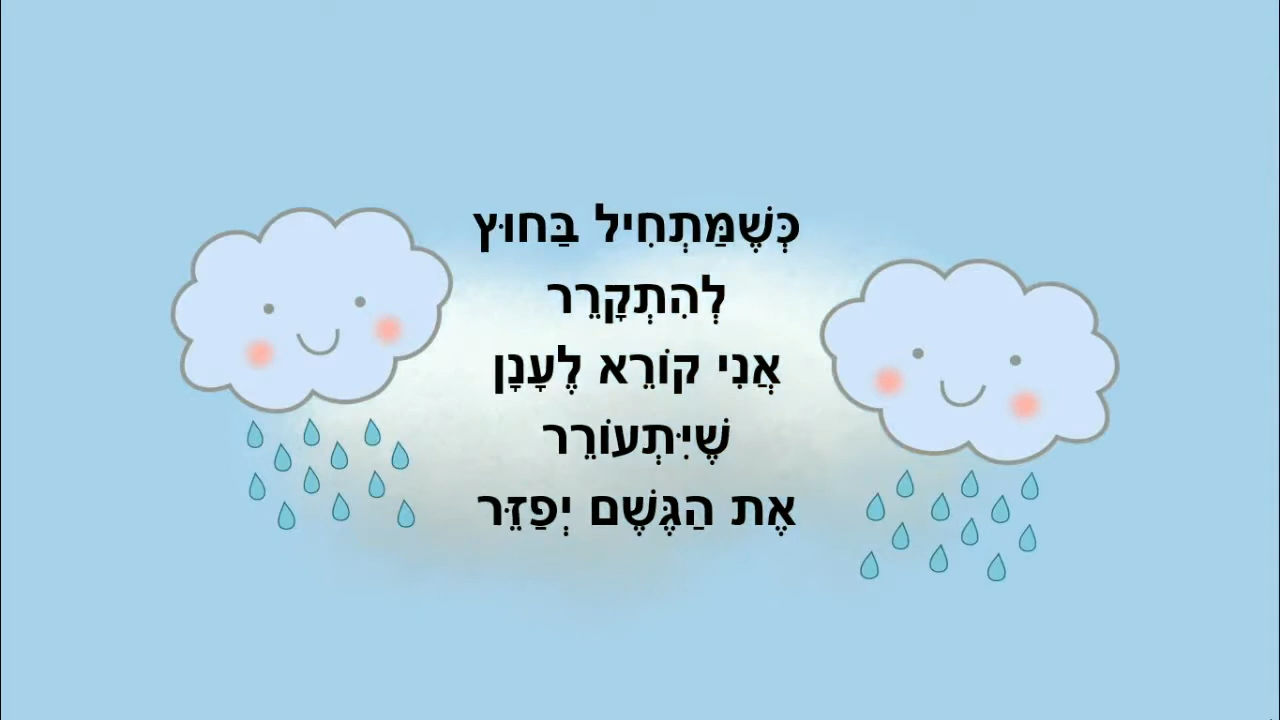 כְּשֶׁמַּתְחִיל בַּחוּץ
לְהִתְקָרֵר
אֲנִי קוֹרֵא לֶעָנָן
שֶׁיִּתְעוֹרֵר
אֶת הַגֶּשֶׁם יְפַזֵּר